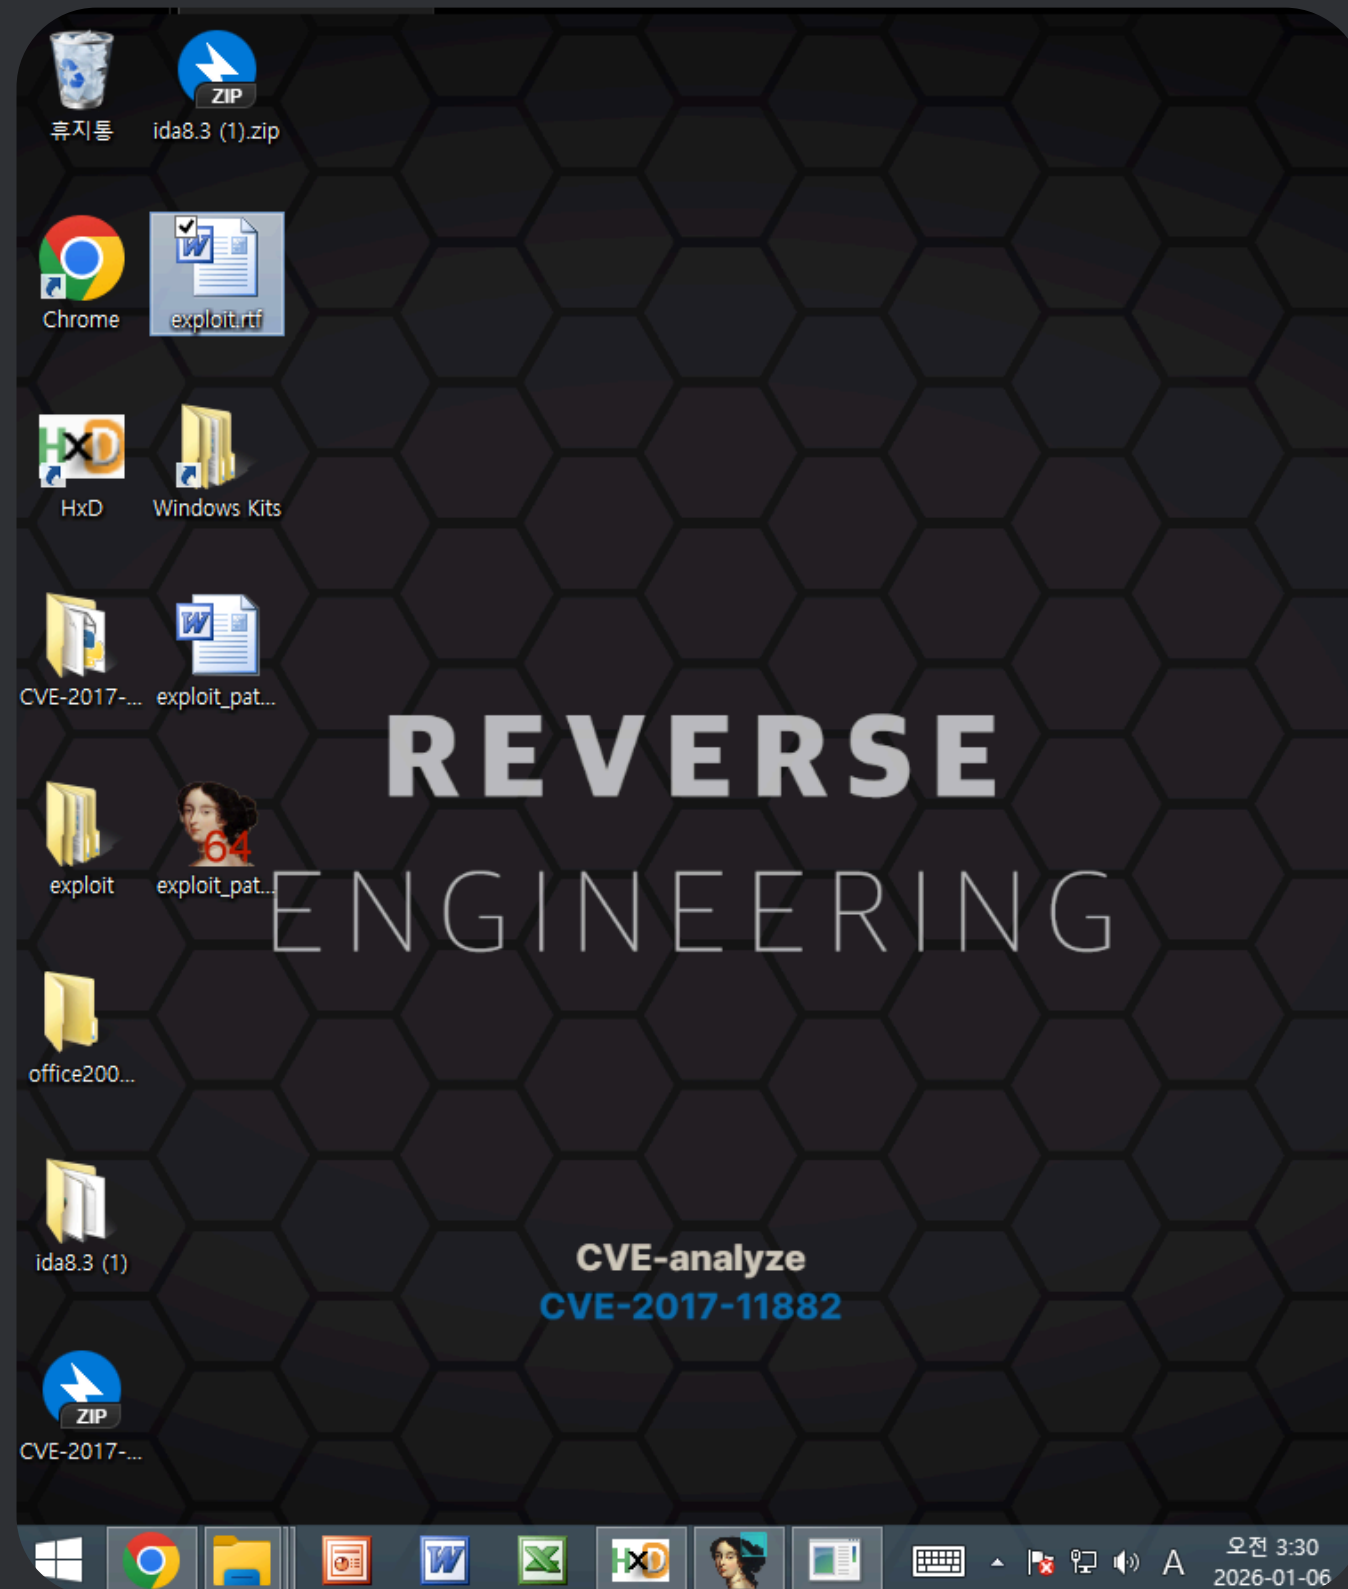 휴지통
ida8.3 (1).zip
ZIP
Chrome
exploit.rtf
HxD
HxD
Windows Kits
CVE-2017-...
exploit_pat...
REVERSE
exploit
64
exploit_pat...
ENGINEERING
office200...
ida8.3 (1)
CVE-analyze
CVE-2017-11882
ZIP
CVE-2017-...
HxD
A
오전 3:30
2026-01-06